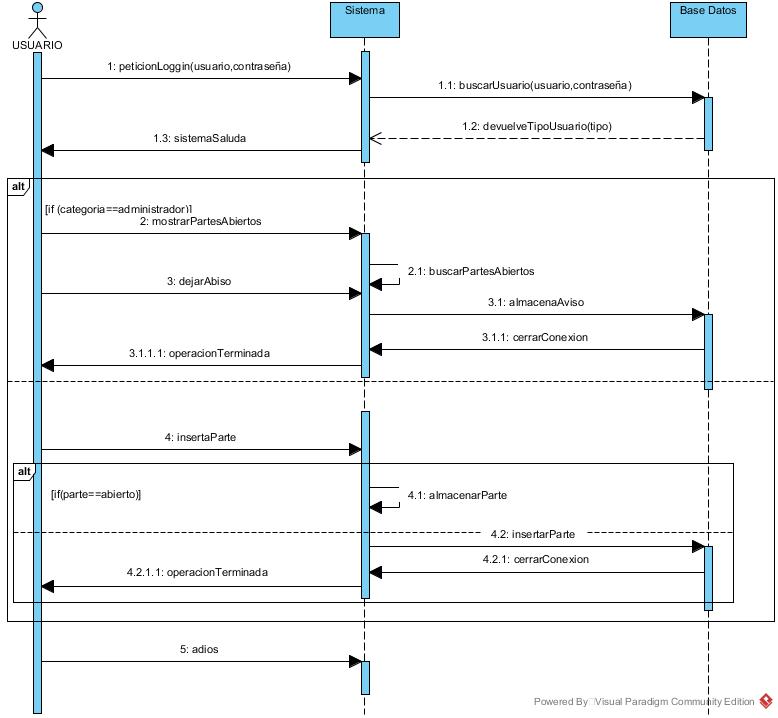 Sistema
Base Datos
USUARIO
1: peticionLoggin(usuario,contraseña)
1.1: buscarUsuario(usuario,contraseña)
1.2: devuelveTipoUsuario(tipo)
1.3: sistemaSaluda
alt
[if (categoria==administrador)]
2: mostrarPartesAbiertos
2.1: buscarPartesAbiertos
3: dejarAbiso
3.1: almacenaAviso
3.1.1: cerrarConexion
3.1.1.1: operacionTerminada
4: insertaParte
alt
[if(parte==abierto)]
4.1: almacenarParte
4.2: insertarParte
4.2.1: cerrarConexion
4.2.1.1: operacionTerminada
5: adios
Powered By Visual Paradigm Community Edition